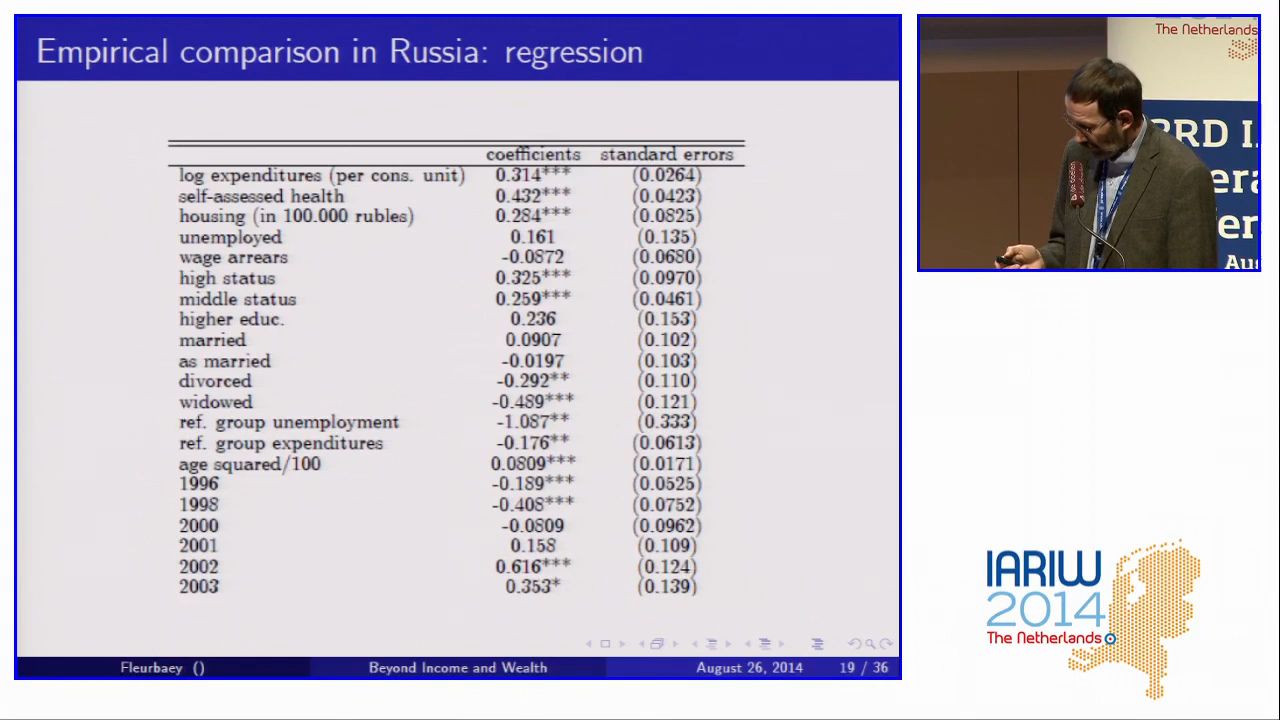 Empirical comparison in Russia: regression
coefficients standard errors
log expenditures (per cons. unit) 0.314*** (0.0264)
self-assessed health 0.432*** (0.0423)
housing (in 100.000 rubles) 0.284*** (0.0825)
unemployed 0.161 (0.135)
wage arrears -0.0872 (0.0680)
high status 0.325*** (0.0970)
middle status 0.259*** (0.0461)
higher educ. 0.236 (0.153)
married 0.0907 (0.102)
as married -0.0197 (0.103)
divorced -0.292** (0.110)
widowed -0.489*** (0.121)
ref. group unemployment -1.087** (0.333)
ref. group expenditures -0.176** (0.0613)
age squared/100 0.0809*** (0.0171)
1996 -0.189*** (0.0525)
1998 -0.408*** (0.0752)
2000 -0.0809 (0.0962)
2001 0.158 (0.109)
2002 0.616*** (0.124)
2003 0.353* (0.139)
Fleurbaey () Beyond Income and Wealth August 26, 2014 19 / 36
The Netherlands
3RD I
era
er
Aug
IARIW
2014
The Netherlands